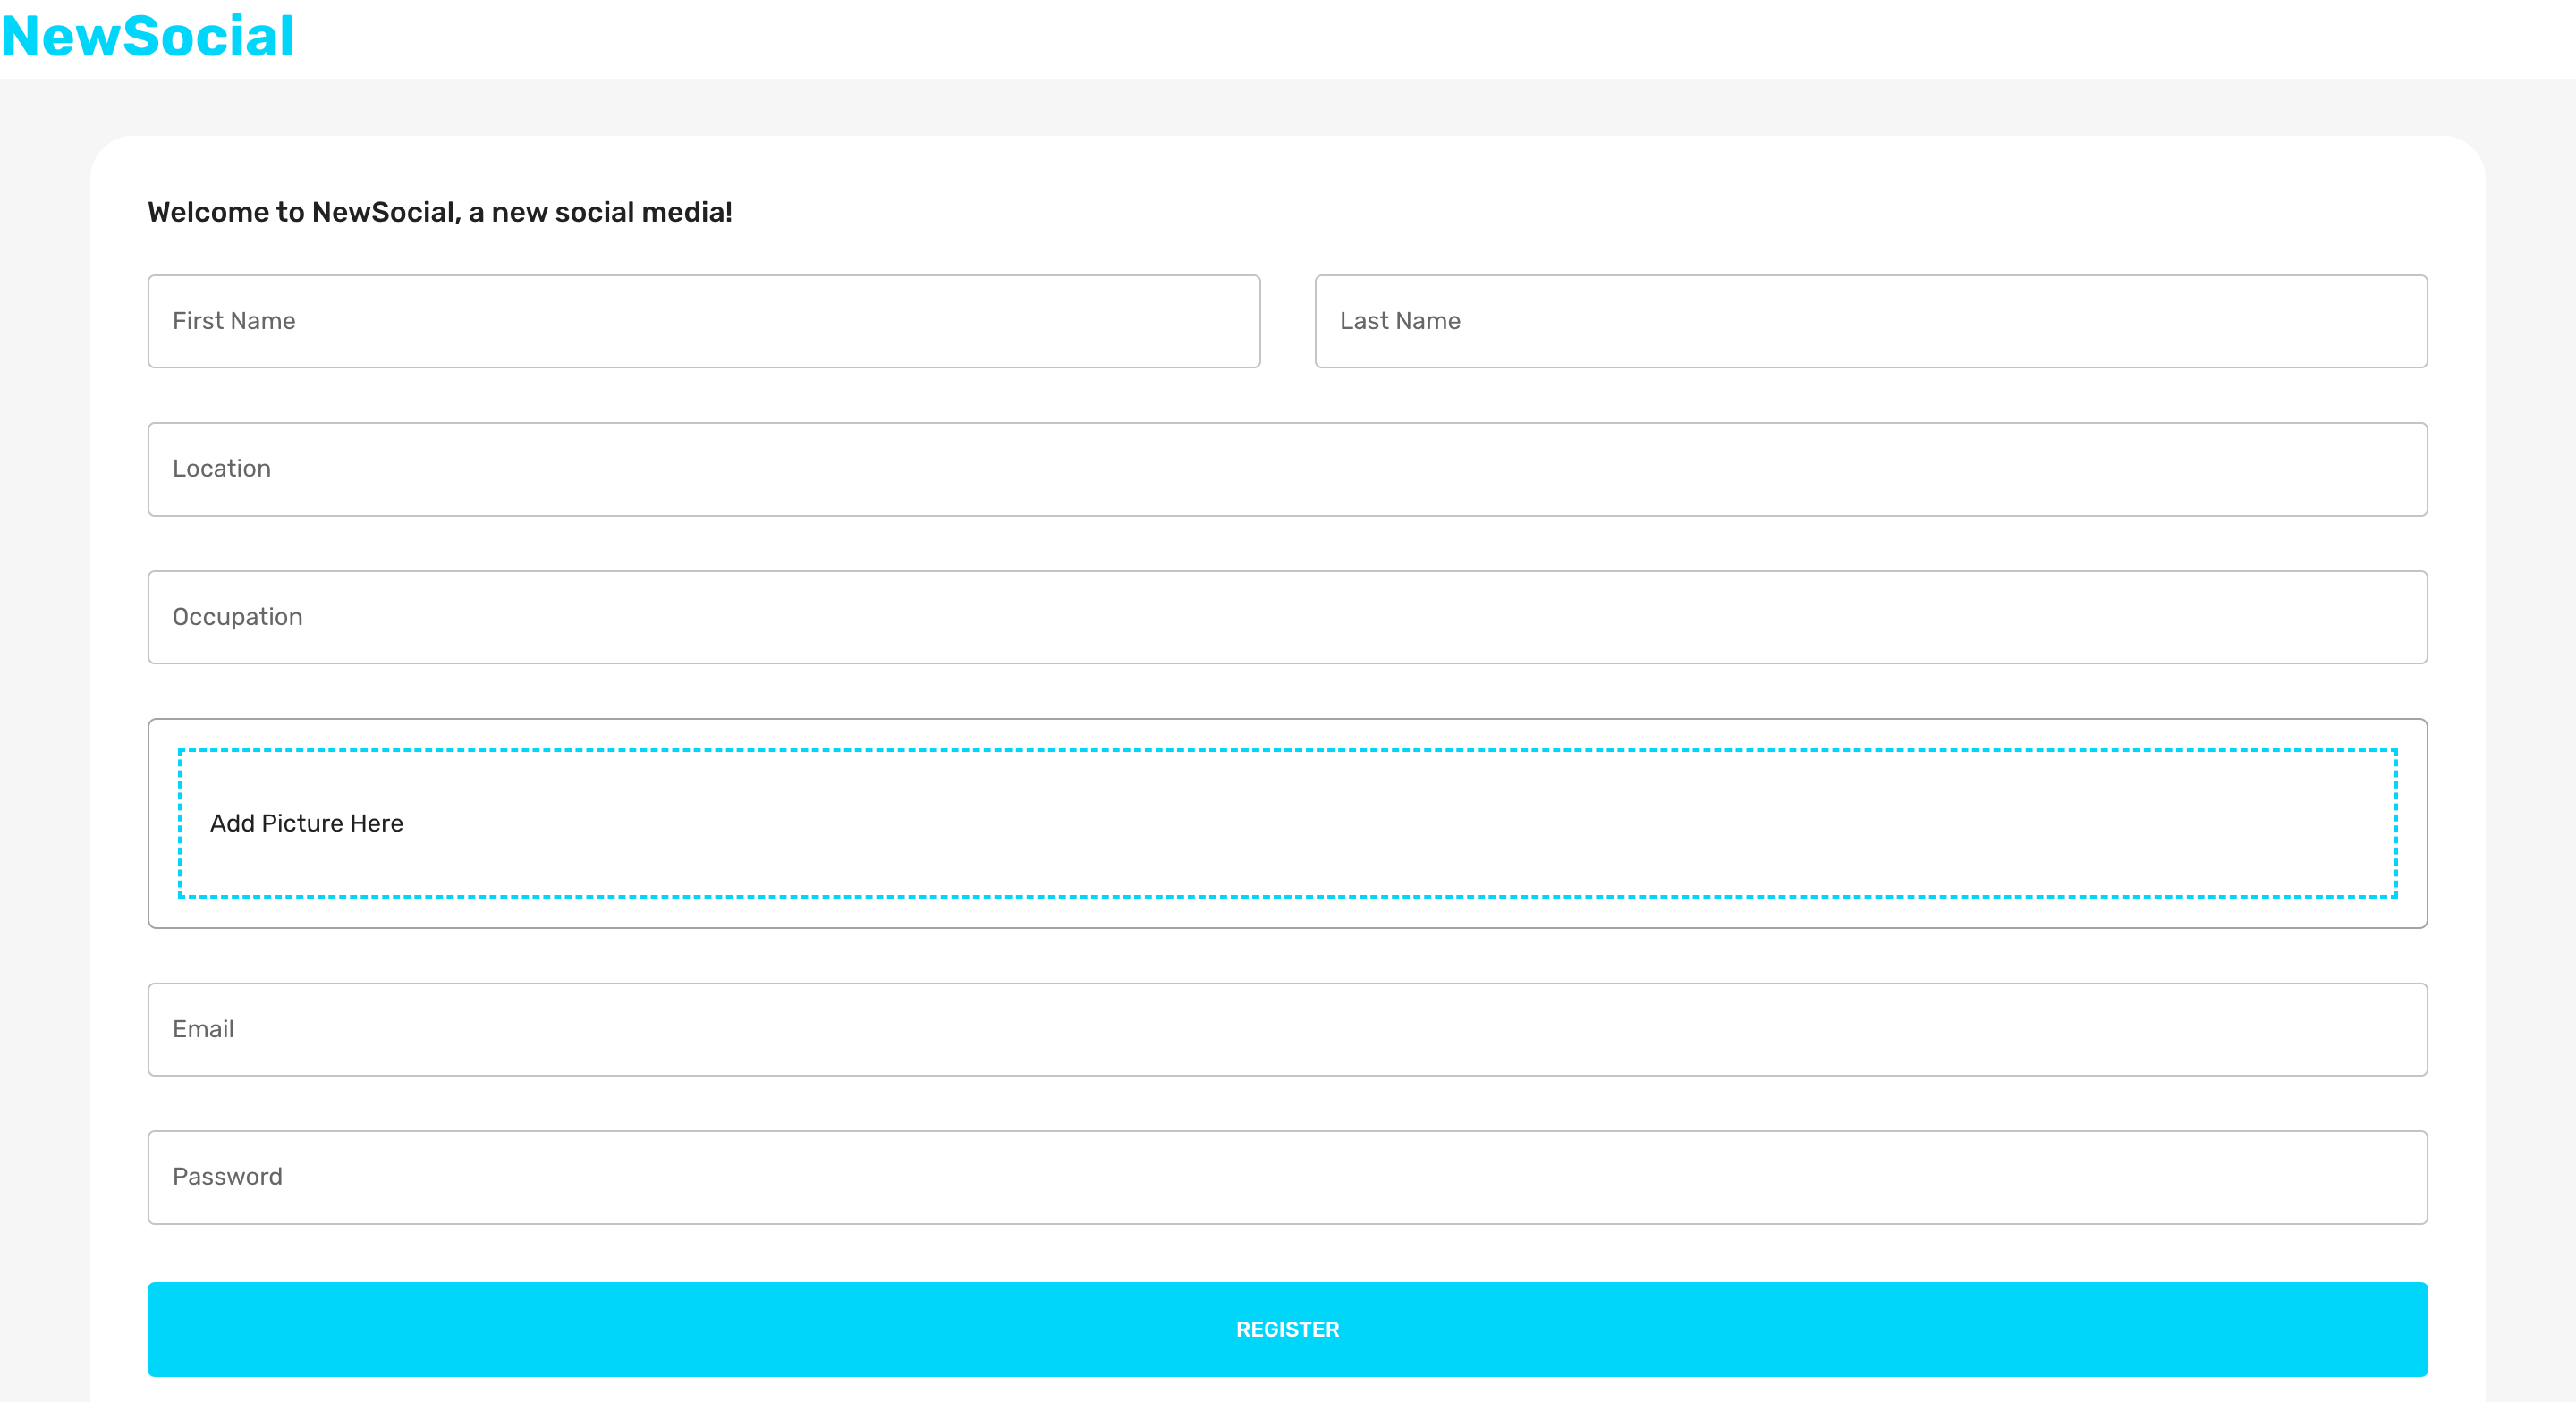 NewSocial
Welcome to NewSocial, a new social media!
First Name
Last Name
Location
Occupation
Add Picture Here
Email
Password
REGISTER